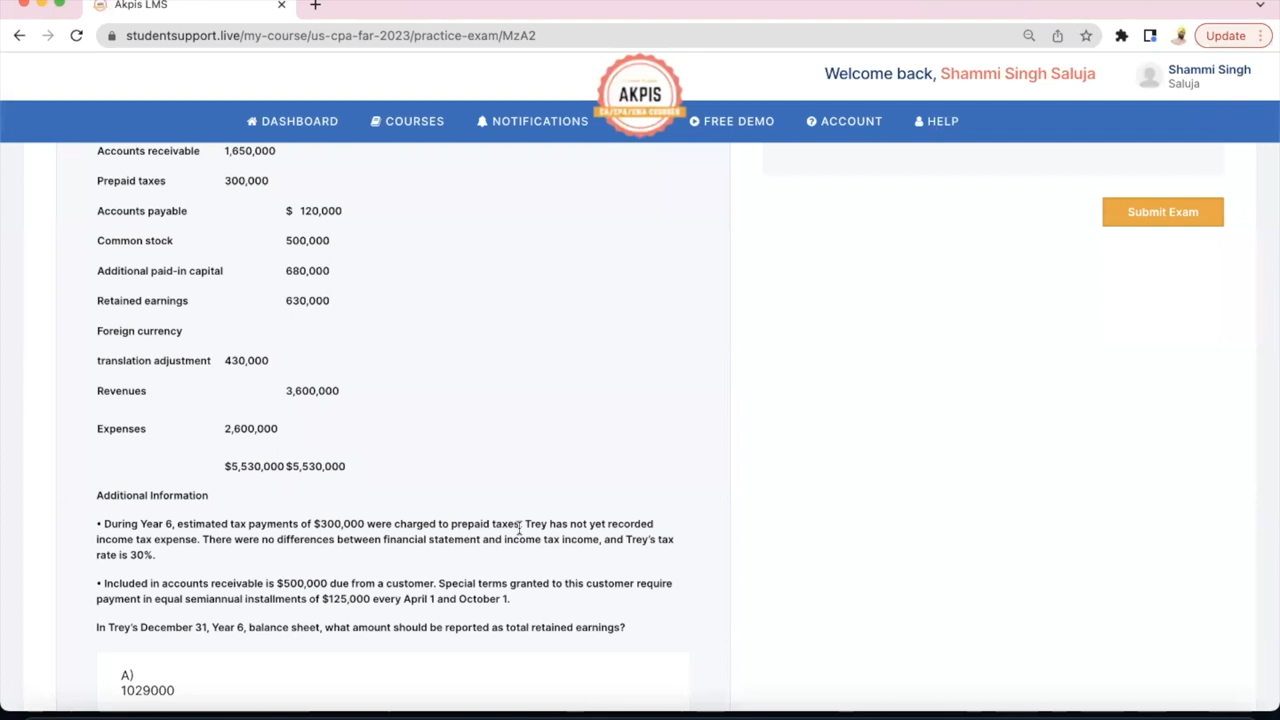 Akpis LMS
studentsupport.live/my-course/us-cpa-far-2023/practice-exam/MzA2
Update
Welcome back, Shammi Singh Saluja
Shammi Singh
Saluja
AKPIS
CA/CPA/CMA COURSES
DASHBOARD COURSES NOTIFICATIONS FREE DEMO ACCOUNT HELP
Accounts receivable 1,650,000
Prepaid taxes 300,000
Submit Exam
Accounts payable $ 120,000
Common stock 500,000
Additional paid-in capital 680,000
Retained earnings 630,000
Foreign currency
translation adjustment 430,000
Revenues 3,600,000
Expenses 2,600,000
$5,530,000 $5,530,000
Additional Information
• During Year 6, estimated tax payments of $300,000 were charged to prepaid taxes. Trey has not yet recorded
income tax expense. There were no differences between financial statement and income tax income, and Trey's tax
rate is 30%.
• Included in accounts receivable is $500,000 due from a customer. Special terms granted to this customer require
payment in equal semiannual installments of $125,000 every April 1 and October 1.
In Trey's December 31, Year 6, balance sheet, what amount should be reported as total retained earnings?
A)
1029000